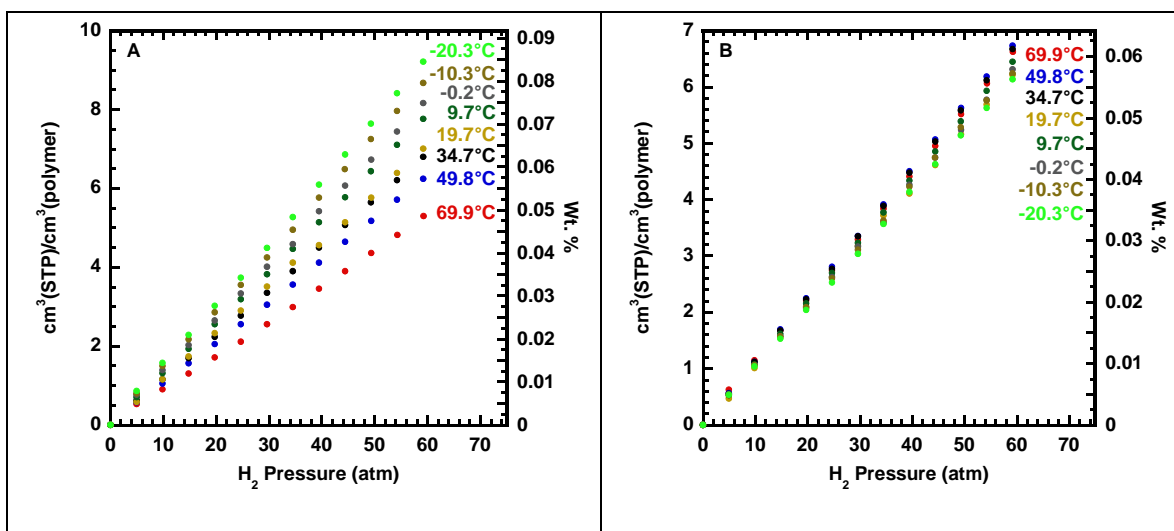 A
10
8
6
4
2
0
cm³(STP)/cm³(polymer)
-20.3°C
-10.3°C
-0.2°C
9.7°C
19.7°C
34.7°C
49.8°C
69.9°C
0.09
0.08
0.07
0.06
0.05
0.04
0.03
0.02
0.01
0
Wt. %
0 10 20 30 40 50 60 70
H₂ Pressure (atm)
B
7
6
5
4
3
2
1
0
cm³(STP)/cm³(polymer)
69.9°C
49.8°C
34.7°C
19.7°C
9.7°C
-0.2°C
-10.3°C
-20.3°C
0.06
0.05
0.04
0.03
0.02
0.01
0
Wt. %
0 10 20 30 40 50 60 70
H₂ Pressure (atm)